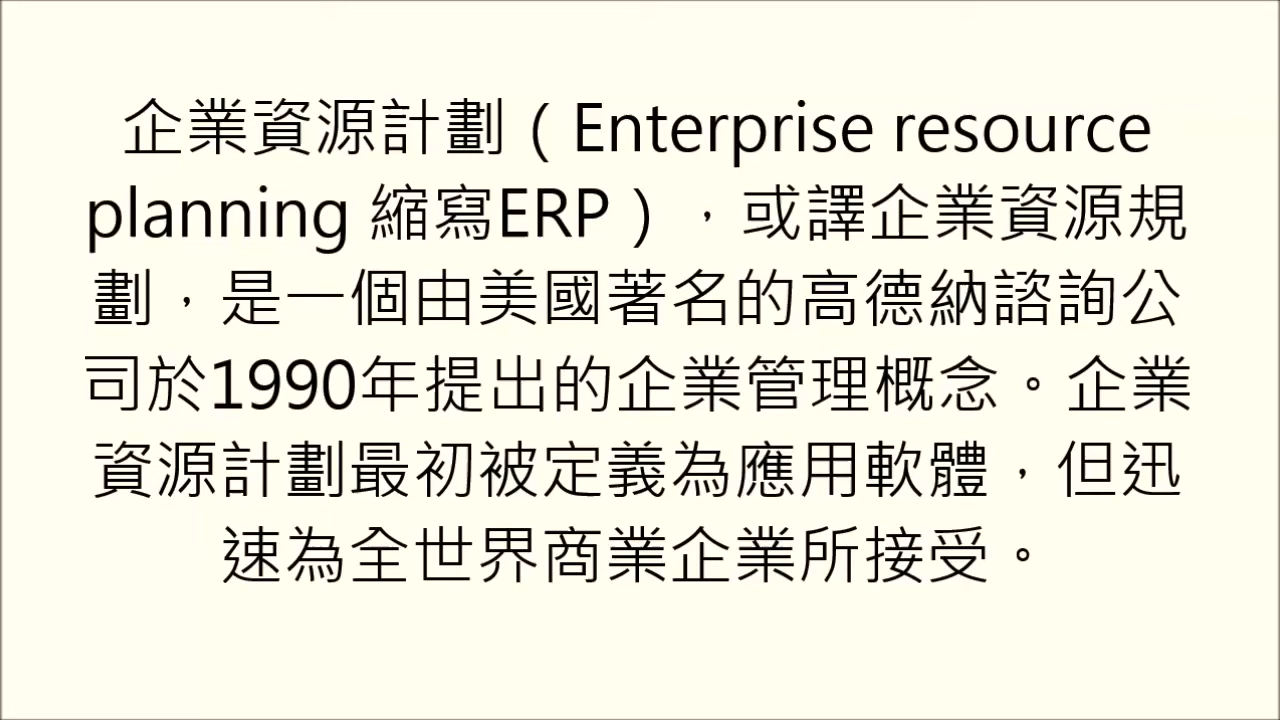 企業資源計劃（Enterprise resource
planning 縮寫ERP），或譯企業資源規
劃，是一個由美國著名的高德納諮詢公
司於1990年提出的企業管理概念。企業
資源計劃最初被定義為應用軟體，但迅
速為全世界商業企業所接受。